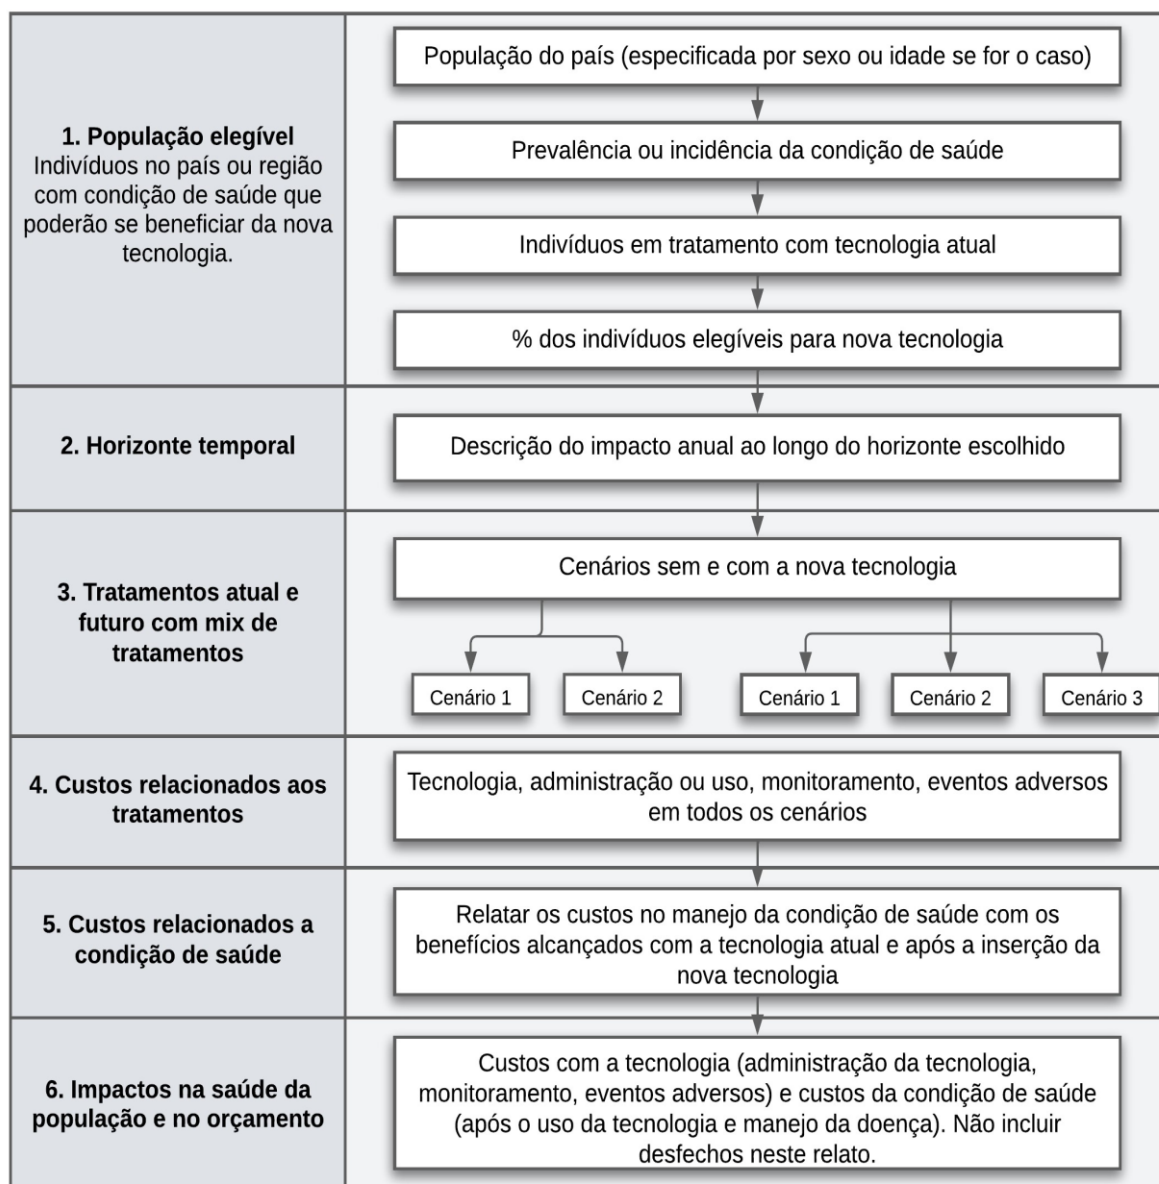 1. População elegível
Indivíduos no país ou região
com condição de saúde que
poderão se beneficiar da nova
tecnologia.
População do país (especificada por sexo ou idade se for o caso)
Prevalência ou incidência da condição de saúde
Indivíduos em tratamento com tecnologia atual
% dos indivíduos elegíveis para nova tecnologia
2. Horizonte temporal
Descrição do impacto anual ao longo do horizonte escolhido
3. Tratamentos atual e
futuro com mix de
tratamentos
Cenários sem e com a nova tecnologia
Cenário 1
Cenário 2
Cenário 1
Cenário 2
Cenário 3
4. Custos relacionados aos
tratamentos
Tecnologia, administração ou uso, monitoramento, eventos adversos
em todos os cenários
5. Custos relacionados a
condição de saúde
Relatar os custos no manejo da condição de saúde com os
benefícios alcançados com a tecnologia atual e após a inserção da
nova tecnologia
6. Impactos na saúde da
população e no orçamento
Custos com a tecnologia (administração da tecnologia,
monitoramento, eventos adversos) e custos da condição de saúde
(após o uso da tecnologia e manejo da doença). Não incluir
desfechos neste relato.